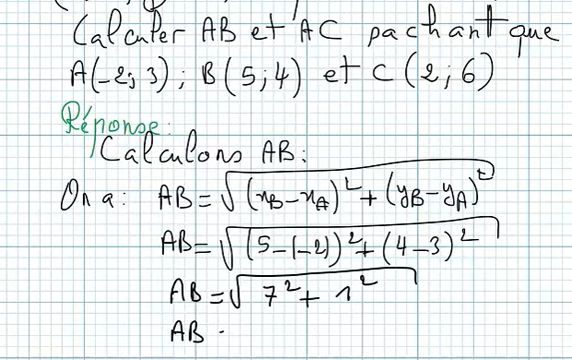 Calculer AB et AC pachant que
A(-2; 3); B(5; 4) et C(2; 6)
Réponse:
Calculons AB:
On a: AB = √(xB - xA)² + (yB - yA)²
AB = √(5 - (-2))² + (4 - 3)²
AB = √7² + 1²
AB -